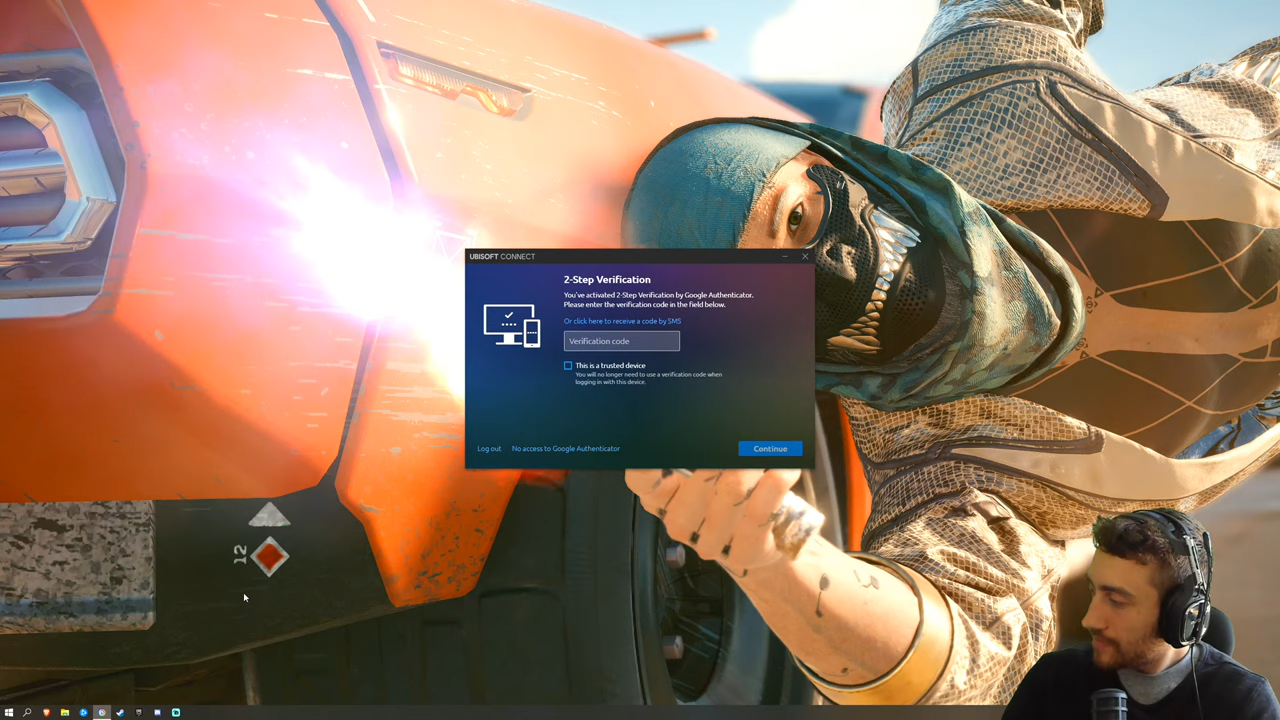 UBISOFT CONNECT
2-Step Verification
You've activated 2-Step Verification by Google Authenticator.
Please enter the verification code in the field below.
Or click here to receive a code by SMS
Verification code
This is a trusted device
You will no longer need to use a verification code when
logging in with this device.
Log out
No access to Google Authenticator
Continue
12